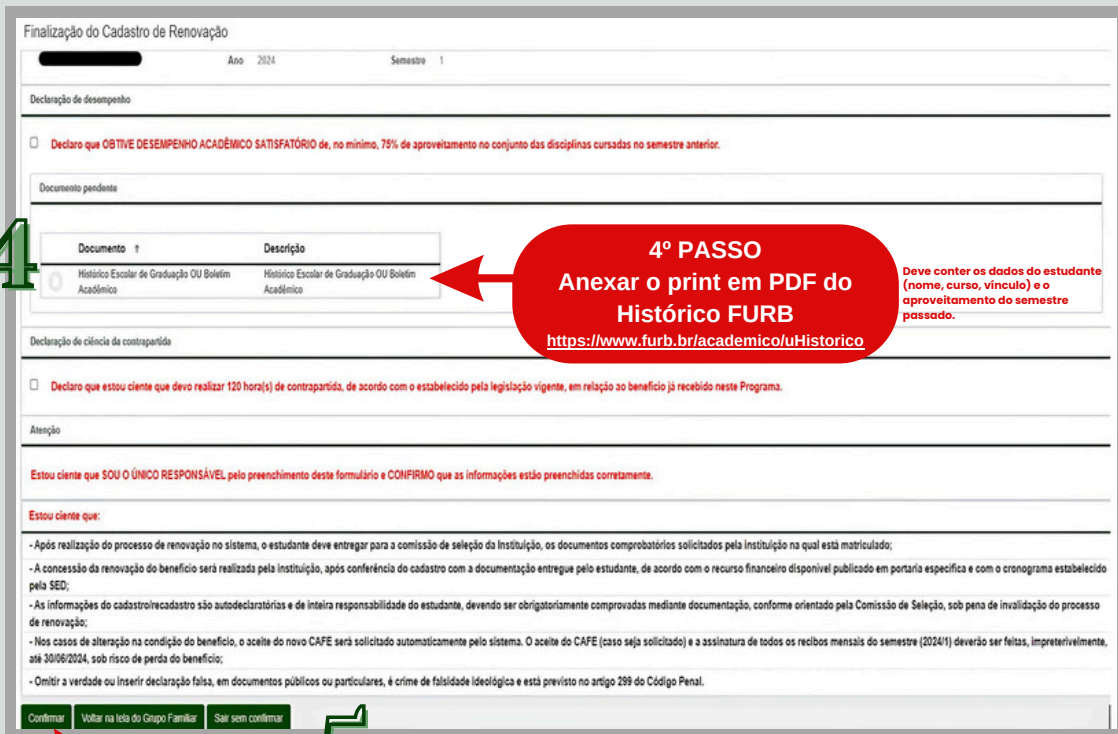 Finalização do Cadastro de Renovação
Ano 2024 Semestre 1
Declaração de desempenho
Declaro que OBTIVE DESEMPENHO ACADÊMICO SATISFATÓRIO de, no mínimo, 75% de aproveitamento no conjunto das disciplinas cursadas no semestre anterior.
Documento pendente
4
Documento ↑ Descrição
0 Histórico Escolar de Graduação OU Boletim Histórico Escolar de Graduação OU Boletim
Acadêmico Acadêmico
4º PASSO
Anexar o print em PDF do
Histórico FURB
https://www.furb.br/academico/uHistorico
Deve conter os dados do estudante
(nome, curso, vínculo) e o
aproveitamento do semestre
passado.
Declaração de ciência da contrapartida
Declaro que estou ciente que devo realizar 120 hora(s) de contrapartida, de acordo com o estabelecido pela legislação vigente, em relação ao benefício já recebido neste Programa.
Atenção
Estou ciente que SOU O ÚNICO RESPONSÁVEL pelo preenchimento deste formulário e CONFIRMO que as informações estão preenchidas corretamente.
Estou ciente que:
- Após realização do processo de renovação no sistema, o estudante deve entregar para a comissão de seleção da Instituição, os documentos comprobatórios solicitados pela instituição na qual está matriculado;
- A concessão da renovação do benefício será realizada pela instituição, após conferência do cadastro com a documentação entregue pelo estudante, de acordo com o recurso financeiro disponível publicado em portaria específica e com o cronograma estabelecido
pela SED;
- As informações do cadastro/recadastro são autodeclaratórias e de inteira responsabilidade do estudante, devendo ser obrigatoriamente comprovadas mediante documentação, conforme orientado pela Comissão de Seleção, sob pena de invalidação do processo
de renovação;
- Nos casos de alteração na condição do benefício, o aceite do novo CAFE será solicitado automaticamente pelo sistema. O aceite do CAFE (caso seja solicitado) e a assinatura de todos os recibos mensais do semestre (2024/1) deverão ser feitas, impreterivelmente,
até 30/06/2024, sob risco de perda do benefício;
- Omitir a verdade ou inserir declaração falsa, em documentos públicos ou particulares, é crime de falsidade ideológica e está previsto no artigo 299 do Código Penal.
Confirmar Voltar na tela do Grupo Familiar Sair sem confirmar